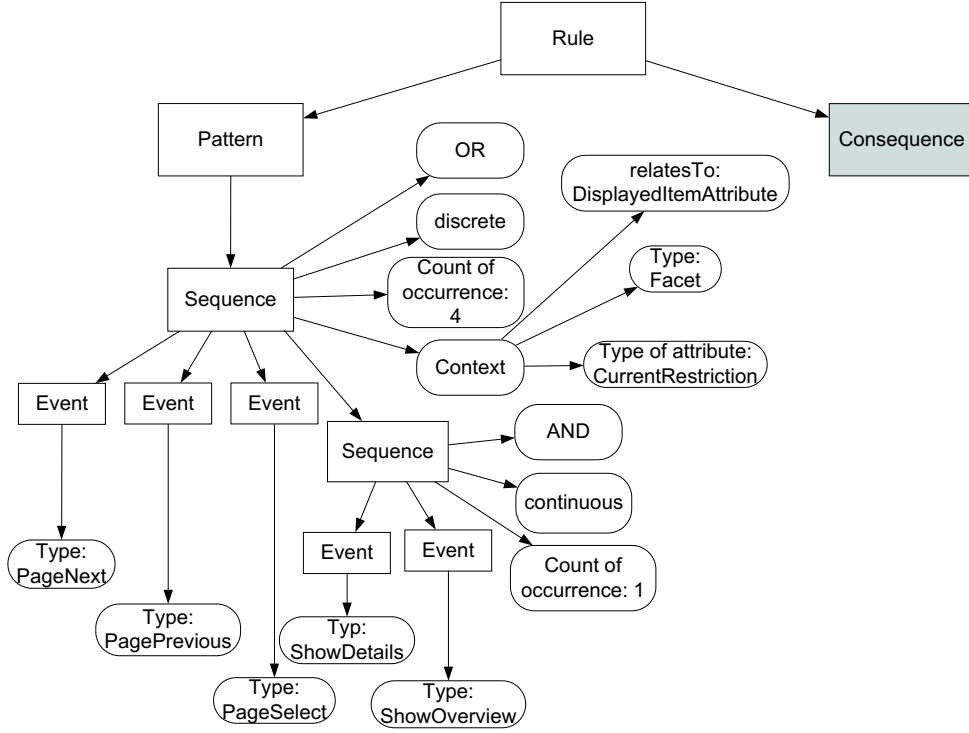 Rule
Pattern
Consequence
OR
relatesTo:
DisplayedItemAttribute
discrete
Type:
Facet
Count of
occurrence:
4
Sequence
Context
Type of attribute:
CurrentRestriction
Event
Event
Event
Sequence
AND
continuous
Event
Event
Count of
occurrence: 1
Type:
PageNext
Type:
PagePrevious
Typ:
ShowDetails
Type:
PageSelect
Type:
ShowOverview